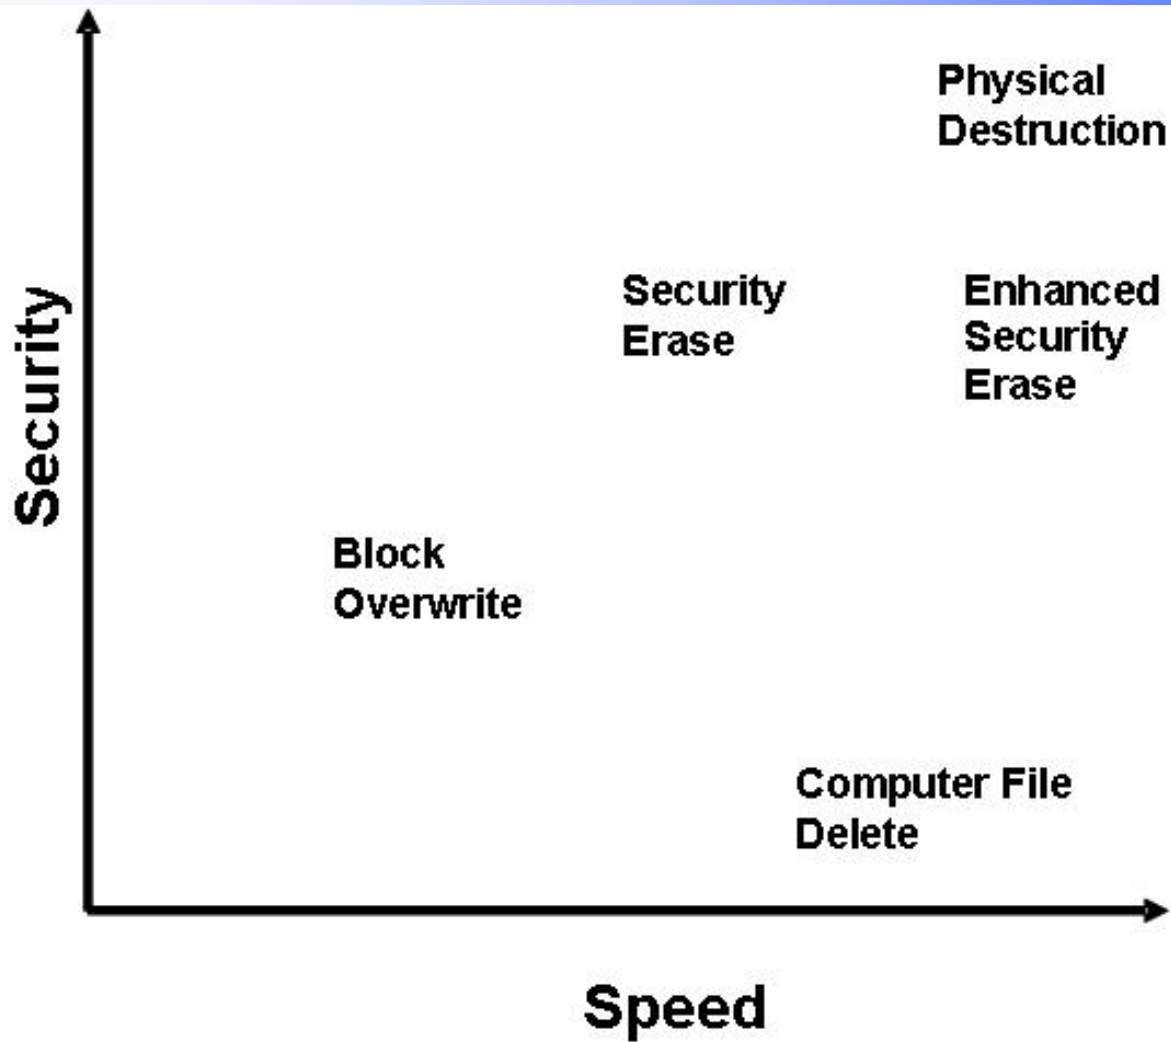 Physical
Destruction
Security
Erase
Enhanced
Security
Erase
Security
Block
Overwrite
Computer File
Delete
Speed